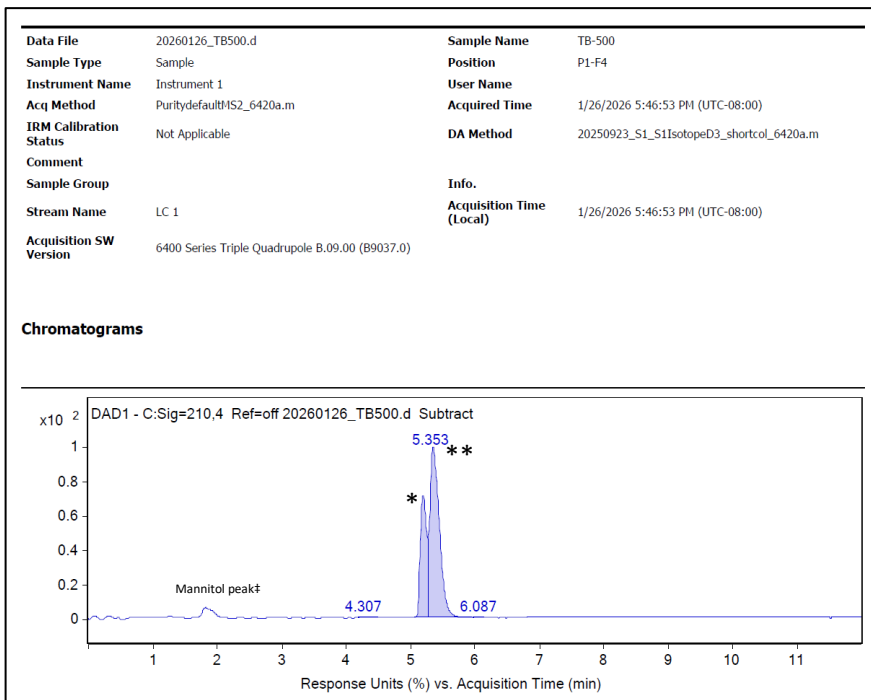 Data File 20260126_TB500.d Sample Name TB-500
Sample Type Sample Position P1-F4
Instrument Name Instrument 1 User Name
Acq Method PuritydefaultMS2_6420a.m Acquired Time 1/26/2026 5:46:53 PM (UTC-08:00)
IRM Calibration
Status Not Applicable DA Method 20250923_S1_S1IsotopeD3_shortcol_6420a.m
Comment
Sample Group Info.
Stream Name LC 1 Acquisition Time
(Local) 1/26/2026 5:46:53 PM (UTC-08:00)
Acquisition SW
Version 6400 Series Triple Quadrupole B.09.00 (B9037.0)
Chromatograms
x10 2 DAD1 - C:Sig=210,4 Ref=off 20260126_TB500.d Subtract
5.353 **
1
0.8
*
0.6
0.4
0.2
Mannitol peak‡
4.307 6.087
0
1 2 3 4 5 6 7 8 9 10 11
Response Units (%) vs. Acquisition Time (min)